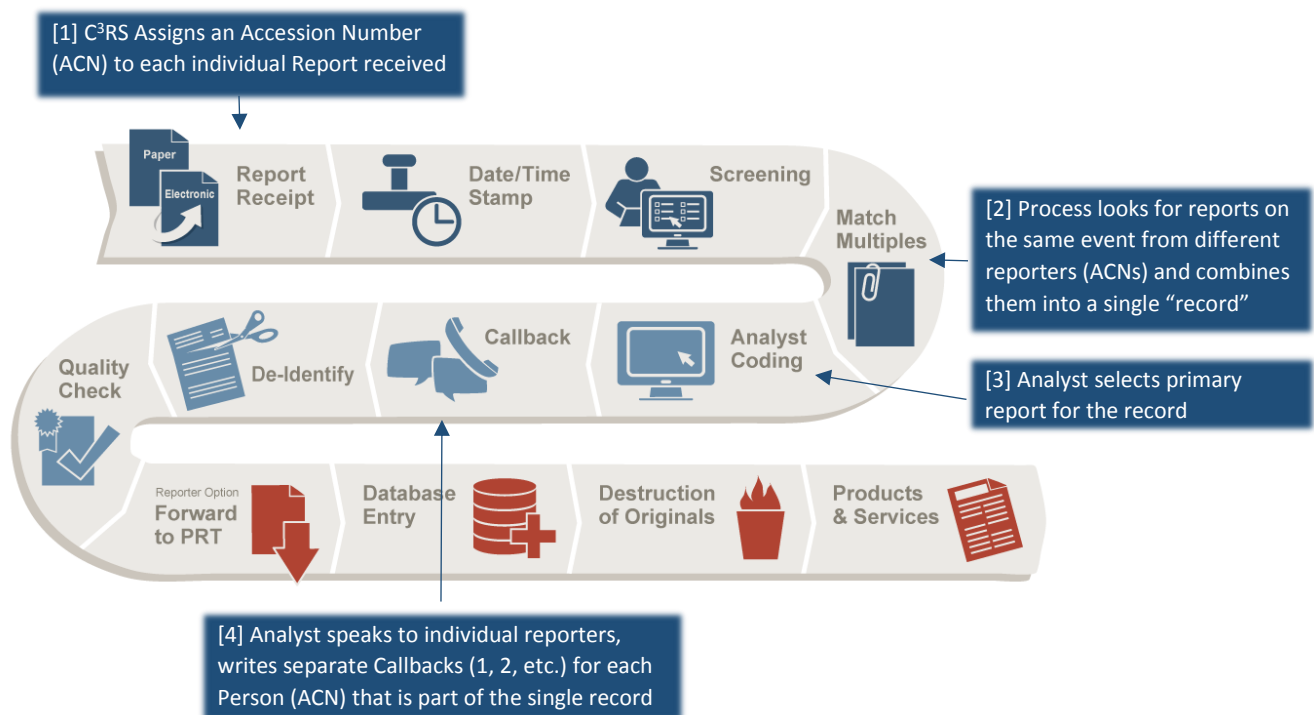 [1] C³RS Assigns an Accession Number
(ACN) to each individual Report received
Paper
Electronic
Report
Receipt
Date/Time
Stamp
Screening
Match
Multiples
[2] Process looks for reports on
the same event from different
reporters (ACNs) and combines
them into a single “record”
Analyst
Coding
[3] Analyst selects primary
report for the record
Callback
De-Identify
Quality
Check
Reporter Option
Forward
to PRT
Database
Entry
Destruction
of Originals
Products
& Services
[4] Analyst speaks to individual reporters,
writes separate Callbacks (1, 2, etc.) for each
Person (ACN) that is part of the single record